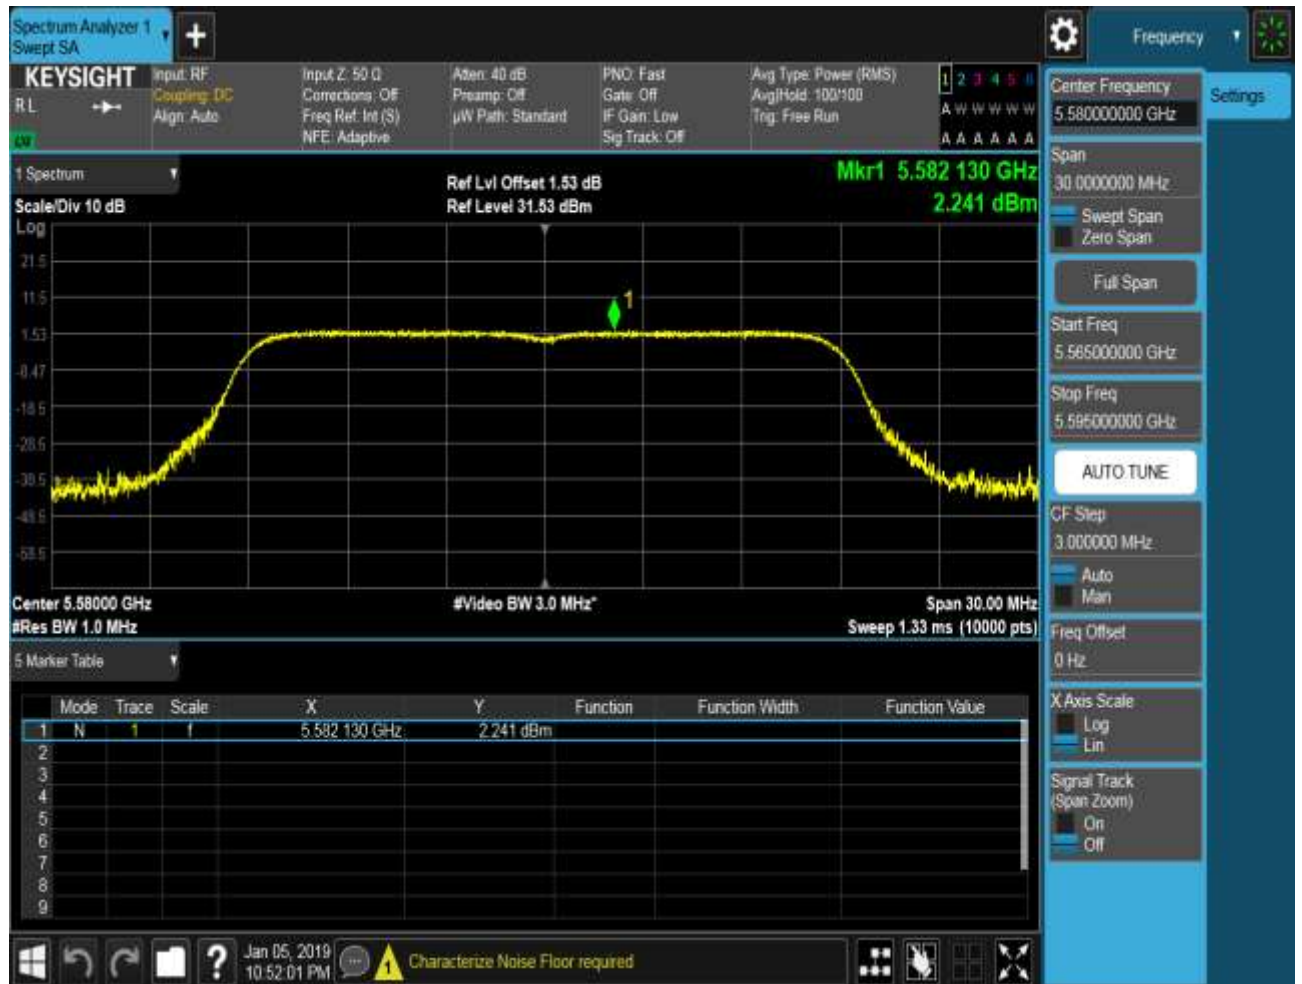 Spectrum Analyzer 1
Swept SA
Frequency
KEYSIGHT
RL
Input: RF
Coupling: DC
Align: Auto
Input Z: 50 Ω
Corrections: Off
Freq Ref: Int (S)
NFE: Adaptive
Atten: 40 dB
Preamp: Off
µW Path: Standard
PNO: Fast
Gate: Off
IF Gain: Low
Sig Track: Off
Avg Type: Power (RMS)
Avg|Hold: 100/100
Trig: Free Run
1 2 3 4 5 6
A W W W W W
A A A A A A
1 Spectrum
Scale/Div 10 dB
Log
Ref Lvl Offset 1.53 dB
Ref Level 31.53 dBm
Mkr1 5.582 130 GHz
2.241 dBm
21.5
11.5
1.53
-8.47
-18.5
-28.5
-38.5
-48.5
-58.5
1
Center 5.58000 GHz
#Res BW 1.0 MHz
#Video BW 3.0 MHz*
Span 30.00 MHz
Sweep 1.33 ms (10000 pts)
5 Marker Table
Mode Trace Scale X Y Function Function Width Function Value
1 N 1 f 5.582 130 GHz 2.241 dBm
2
3
4
5
6
7
8
9
Jan 05, 2019
10:52:01 PM
Characterize Noise Floor required
Center Frequency
5.580000000 GHz
Settings
Span
30.0000000 MHz
Swept Span
Zero Span
Full Span
Start Freq
5.565000000 GHz
Stop Freq
5.595000000 GHz
AUTO TUNE
CF Step
3.000000 MHz
Auto
Man
Freq Offset
0 Hz
X Axis Scale
Log
Lin
Signal Track
(Span Zoom)
On
Off